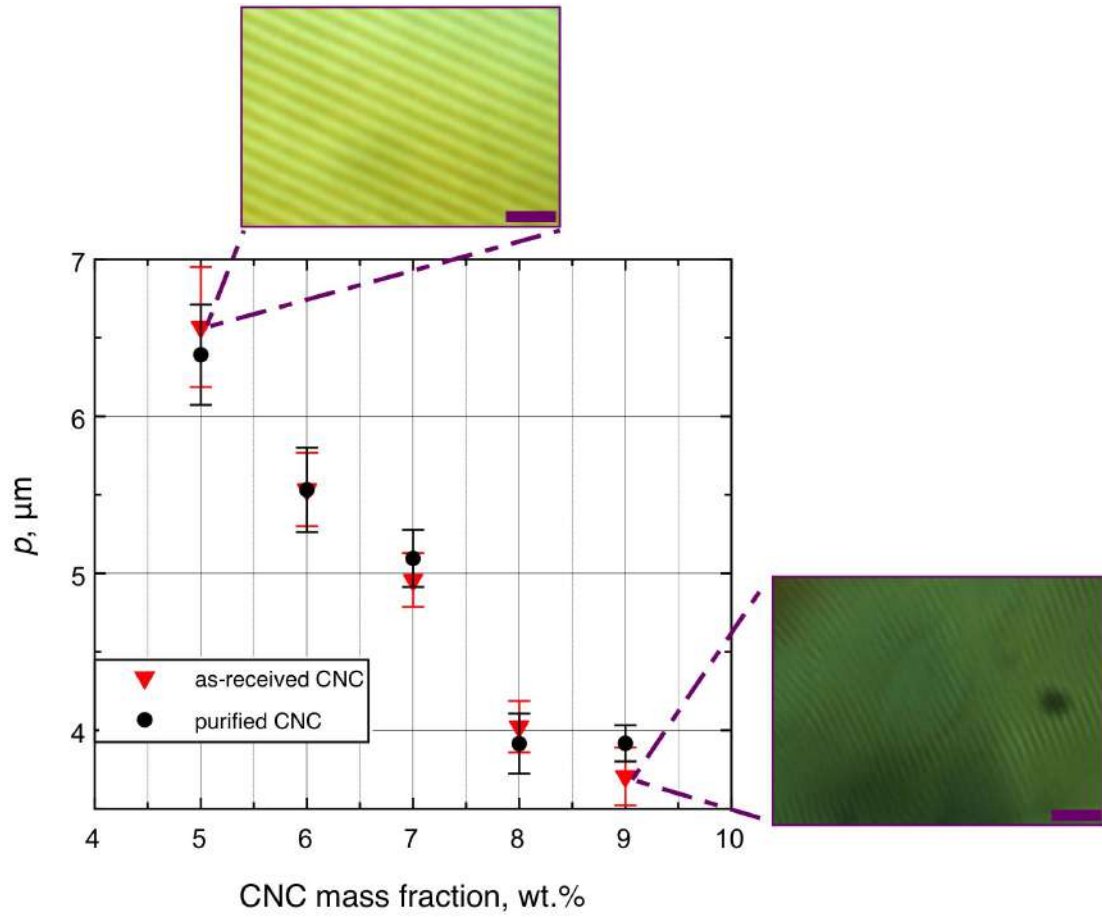 7
6
p, μm
5
as-received CNC
purified CNC
4
4 5 6 7 8 9 10
CNC mass fraction, wt.%